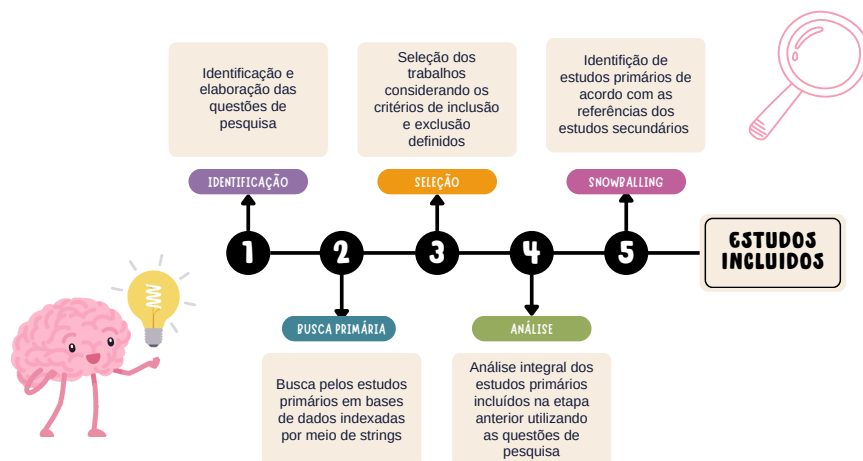 Identificação e
elaboração das
questões de
pesquisa
IDENTIFICAÇÃO
1
2
BUSCA PRIMÁRIA
Busca pelos estudos
primários em bases
de dados indexadas
por meio de strings
Seleção dos
trabalhos
considerando os
critérios de inclusão
e exclusão
definidos
SELEÇÃO
3
4
ANÁLISE
Análise integral dos
estudos primários
incluídos na etapa
anterior utilizando
as questões de
pesquisa
Identifição de
estudos primários de
acordo com as
referências dos
estudos secundários
SNOWBALLING
5
ESTUDOS
INCLUIDOS